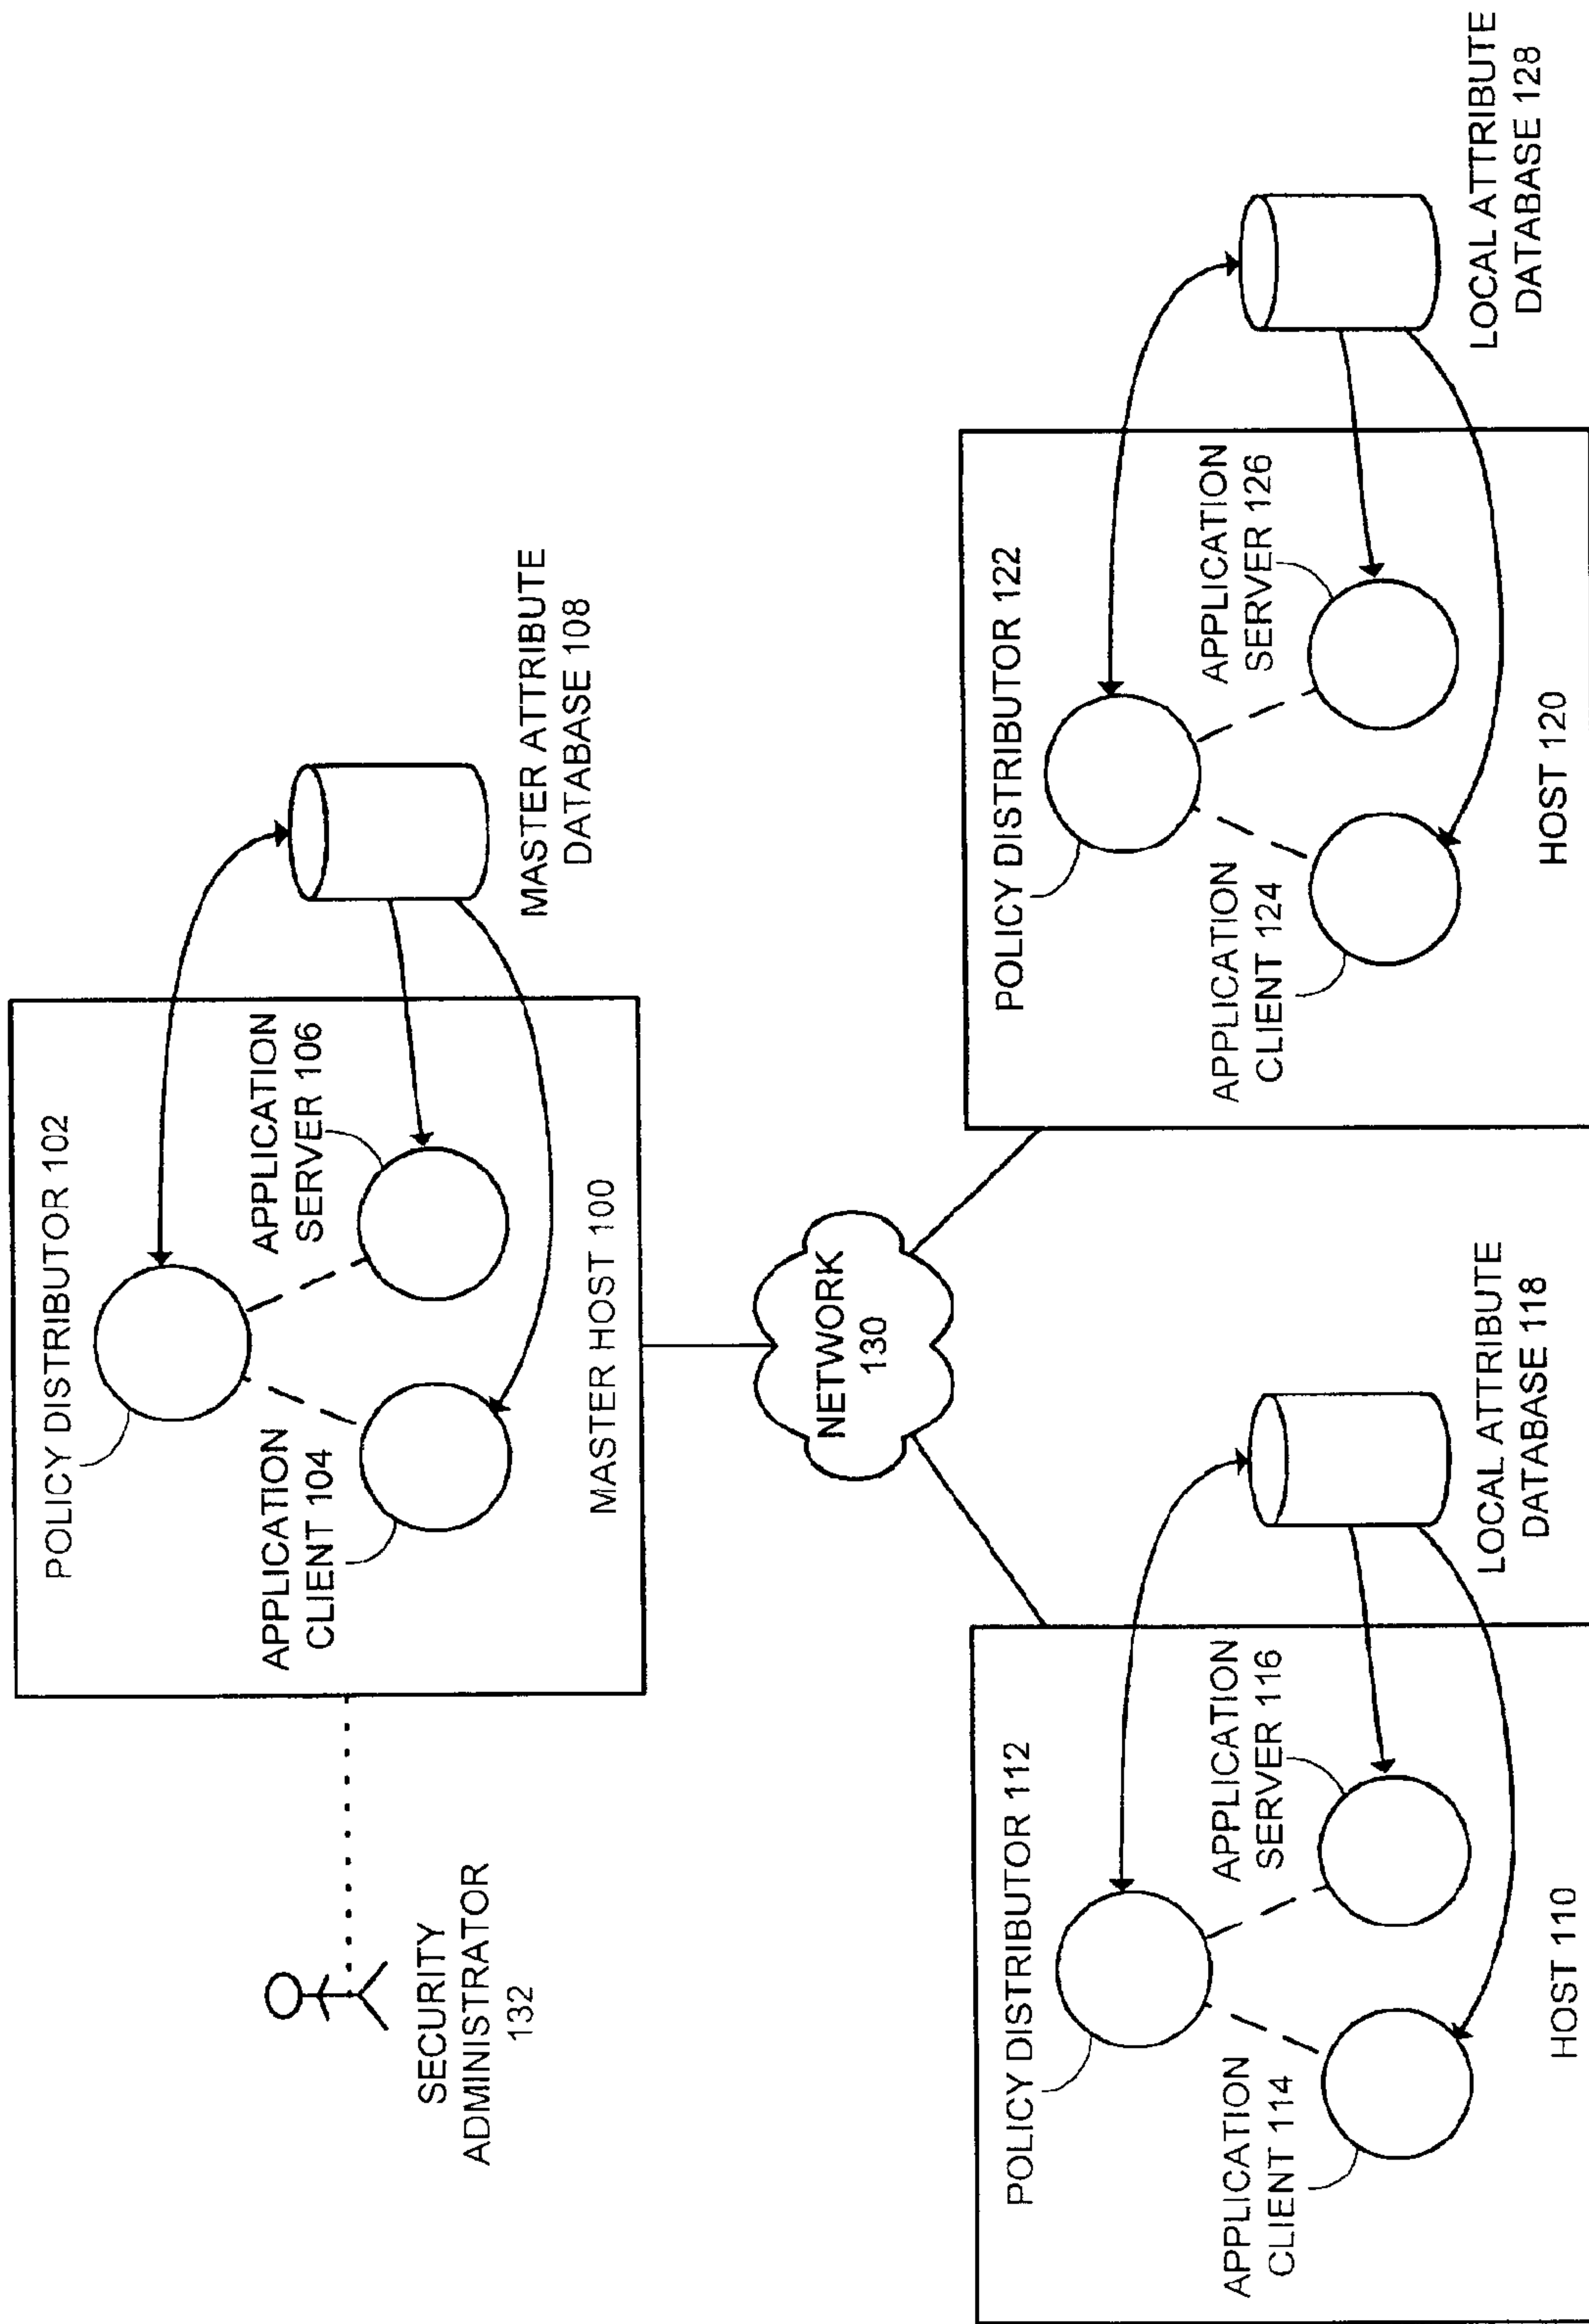 POLICY DISTRIBUTOR 102
APPLICATION
SERVER 106
APPLICATION
CLIENT 104
MASTER HOST 100
MASTER ATTRIBUTE
DATABASE 108
SECURITY
ADMINISTRATOR
132
NETWORK
130
POLICY DISTRIBUTOR 112
APPLICATION
SERVER 116
APPLICATION
CLIENT 114
HOST 110
LOCAL ATTRIBUTE
DATABASE 118
POLICY DISTRIBUTOR 122
APPLICATION
SERVER 126
APPLICATION
CLIENT 124
HOST 120
LOCAL ATTRIBUTE
DATABASE 128